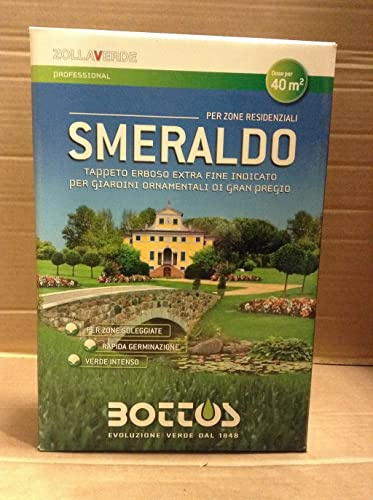 ZOLLAVERDE
PROFESSIONAL
Dose per
40 m²
PER ZONE RESIDENZIALI
SMERALDO
TAPPETO ERBOSO EXTRA FINE INDICATO
PER GIARDINI ORNAMENTALI DI GRAN PREGIO
PER ZONE SOLEGGIATE
RAPIDA GERMINAZIONE
VERDE INTENSO
BOTTOS
EVOLUZIONE VERDE DAL 1848